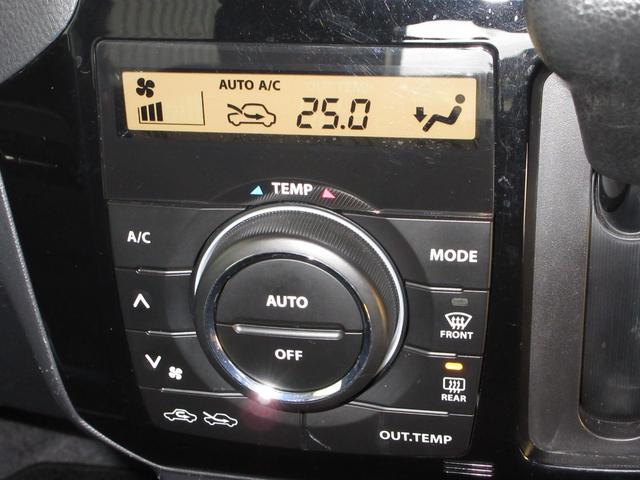 AUTO A/C
25.0
TEMP
A/C
MODE
AUTO
OFF
FRONT
REAR
OUT.TEMP